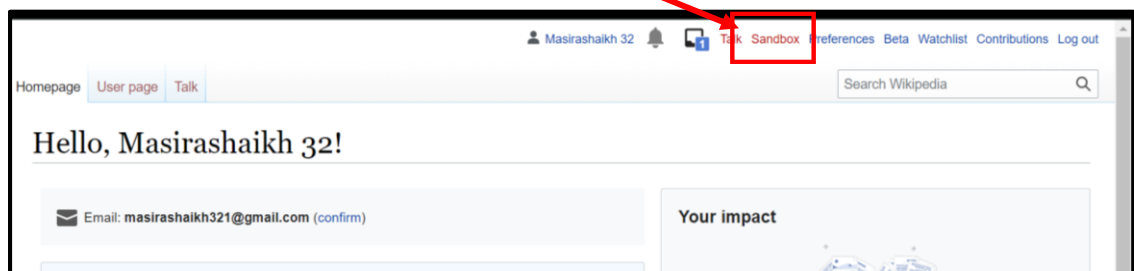 Masirashaikh 32 1 Talk Sandbox Preferences Beta Watchlist Contributions Log out
Homepage User page Talk Search Wikipedia
Hello, Masirashaikh 32!
Email: masirashaikh321@gmail.com (confirm) Your impact